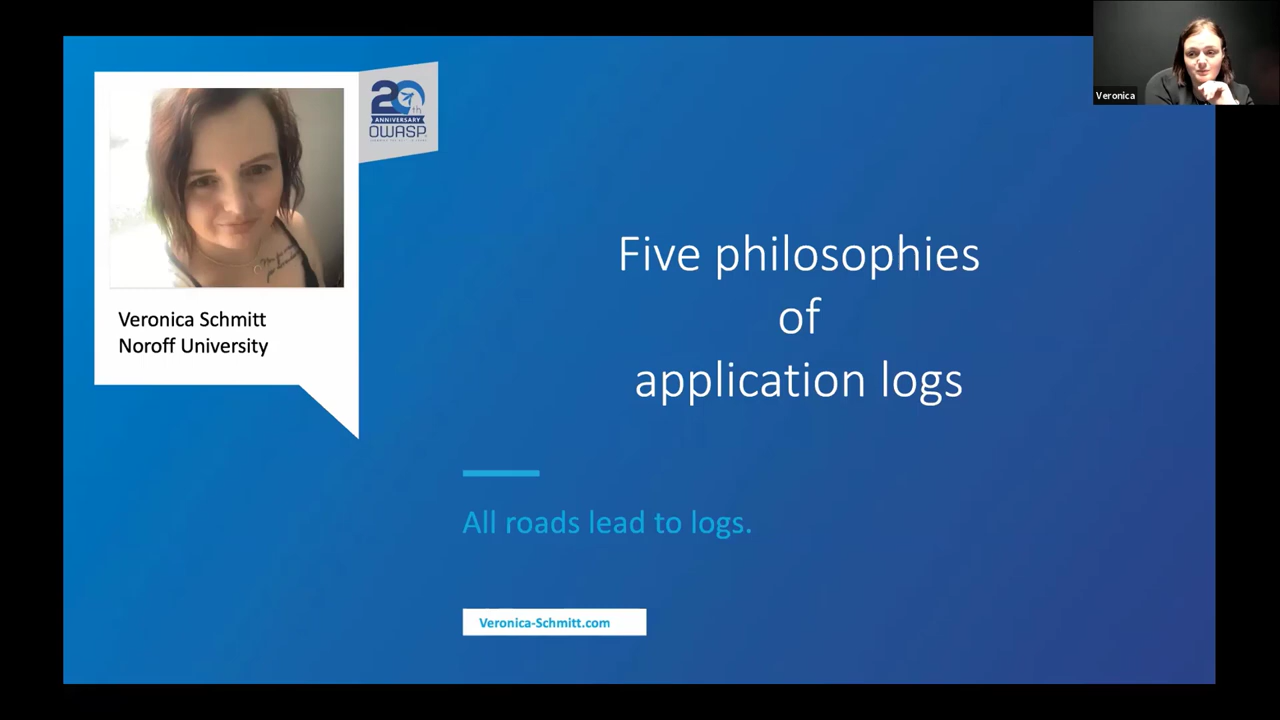 20th
ANNIVERSARY
OWASP
Veronica Schmitt
Noroff University
Five philosophies
of
application logs
All roads lead to logs.
Veronica-Schmitt.com
Veronica